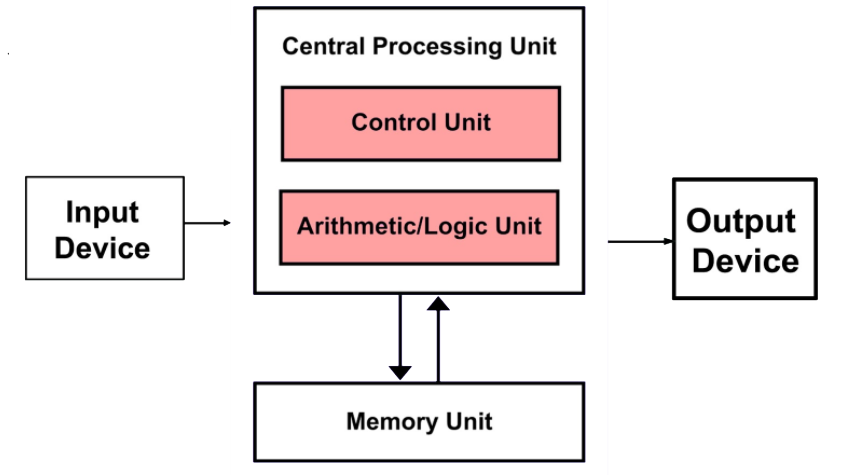 Central Processing Unit
Control Unit
Arithmetic/Logic Unit
Input
Device
Output
Device
Memory Unit